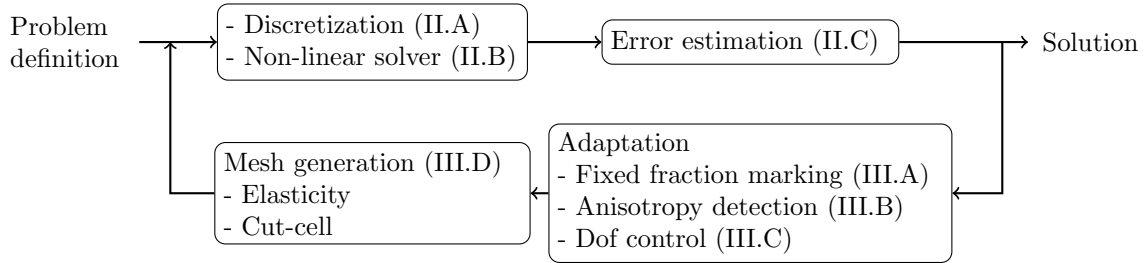 Problem
definition
- Discretization (II.A)
- Non-linear solver (II.B)
Error estimation (II.C)
Solution
Mesh generation (III.D)
- Elasticity
- Cut-cell
Adaptation
- Fixed fraction marking (III.A)
- Anisotropy detection (III.B)
- Dof control (III.C)